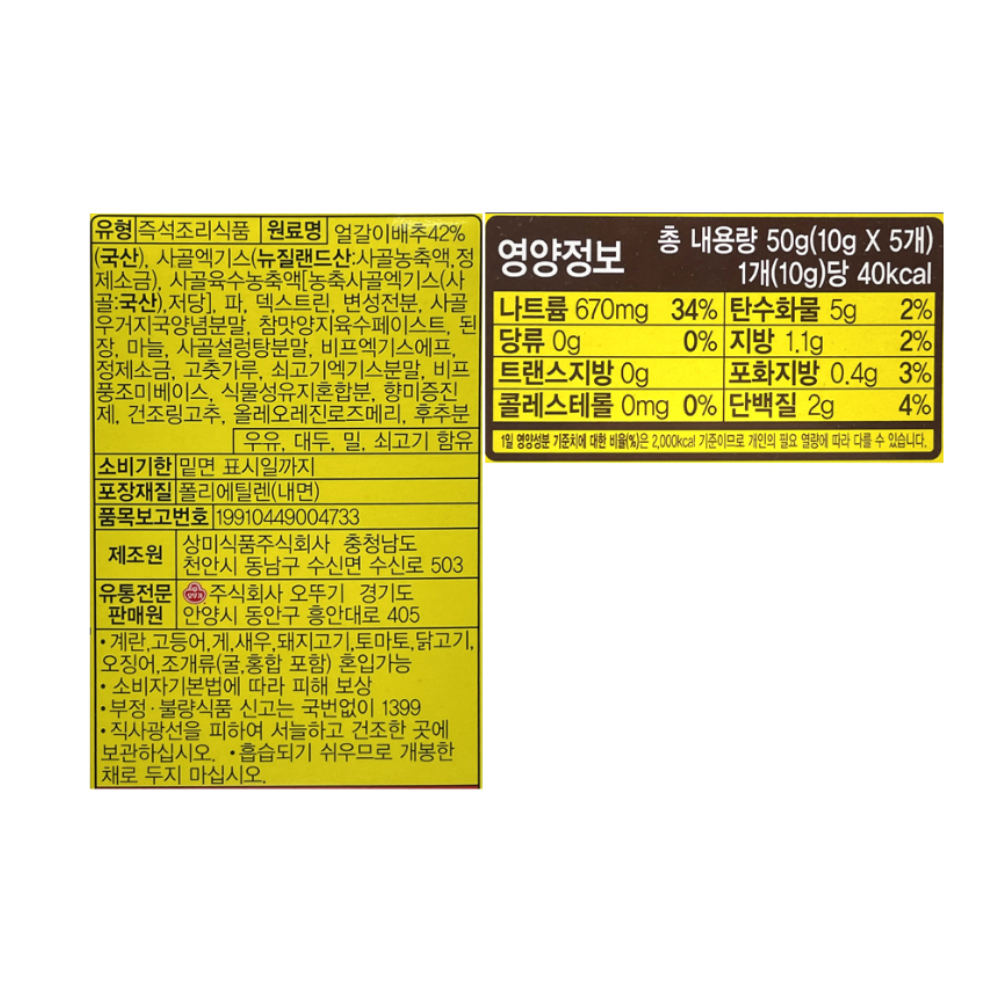 유형 즉석조리식품 원료명 얼갈이배추42%
(국산), 사골엑기스(뉴질랜드산:사골농축액,정
제소금), 사골육수농축액[농축사골엑기스(사
골:국산),저당], 파, 덱스트린, 변성전분, 사골
우거지국양념분말, 참맛양지육수페이스트, 된
장, 마늘, 사골설렁탕분말, 비프엑기스에프,
정제소금, 고춧가루, 쇠고기엑기스분말, 비프
풍조미베이스, 식물성유지혼합분, 향미증진
제, 건조링고추, 올레오레진로즈메리, 후추분
우유, 대두, 밀, 쇠고기 함유
소비기한 밑면 표시일까지
포장재질 폴리에틸렌(내면)
품목보고번호 19910449004733
제조원 상미식품주식회사 충청남도
천안시 동남구 수신면 수신로 503
유통전문
판매원 주식회사 오뚜기 경기도
안양시 동안구 흥안대로 405
• 계란,고등어,게,새우,돼지고기,토마토,닭고기,
오징어,조개류(굴,홍합 포함) 혼입가능
• 소비자기본법에 따라 피해 보상
• 부정·불량식품 신고는 국번없이 1399
• 직사광선을 피하여 서늘하고 건조한 곳에
보관하십시오. • 흡습되기 쉬우므로 개봉한
채로 두지 마십시오.
영양정보 총 내용량 50g(10g X 5개)
1개(10g)당 40kcal
나트륨 670mg 34% 탄수화물 5g 2%
당류 0g 0% 지방 1.1g 2%
트랜스지방 0g 포화지방 0.4g 3%
콜레스테롤 0mg 0% 단백질 2g 4%
1일 영양성분 기준치에 대한 비율(%)은 2,000kcal 기준이므로 개인의 필요 열량에 따라 다를 수 있습니다.